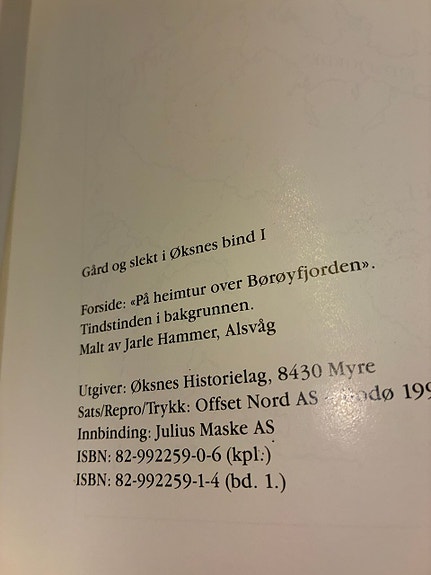 Gård og slekt i Øksnes bind I
Forside: «På heimtur over Børøyfjorden».
Tindstinden i bakgrunnen.
Malt av Jarle Hammer, Alsvåg
Utgiver: Øksnes Historielag, 8430 Myre
Sats/Repro/Trykk: Offset Nord AS
Innbinding: Julius Maske AS
ISBN: 82-992259-0-6 (kpl.)
ISBN: 82-992259-1-4 (bd. 1.)